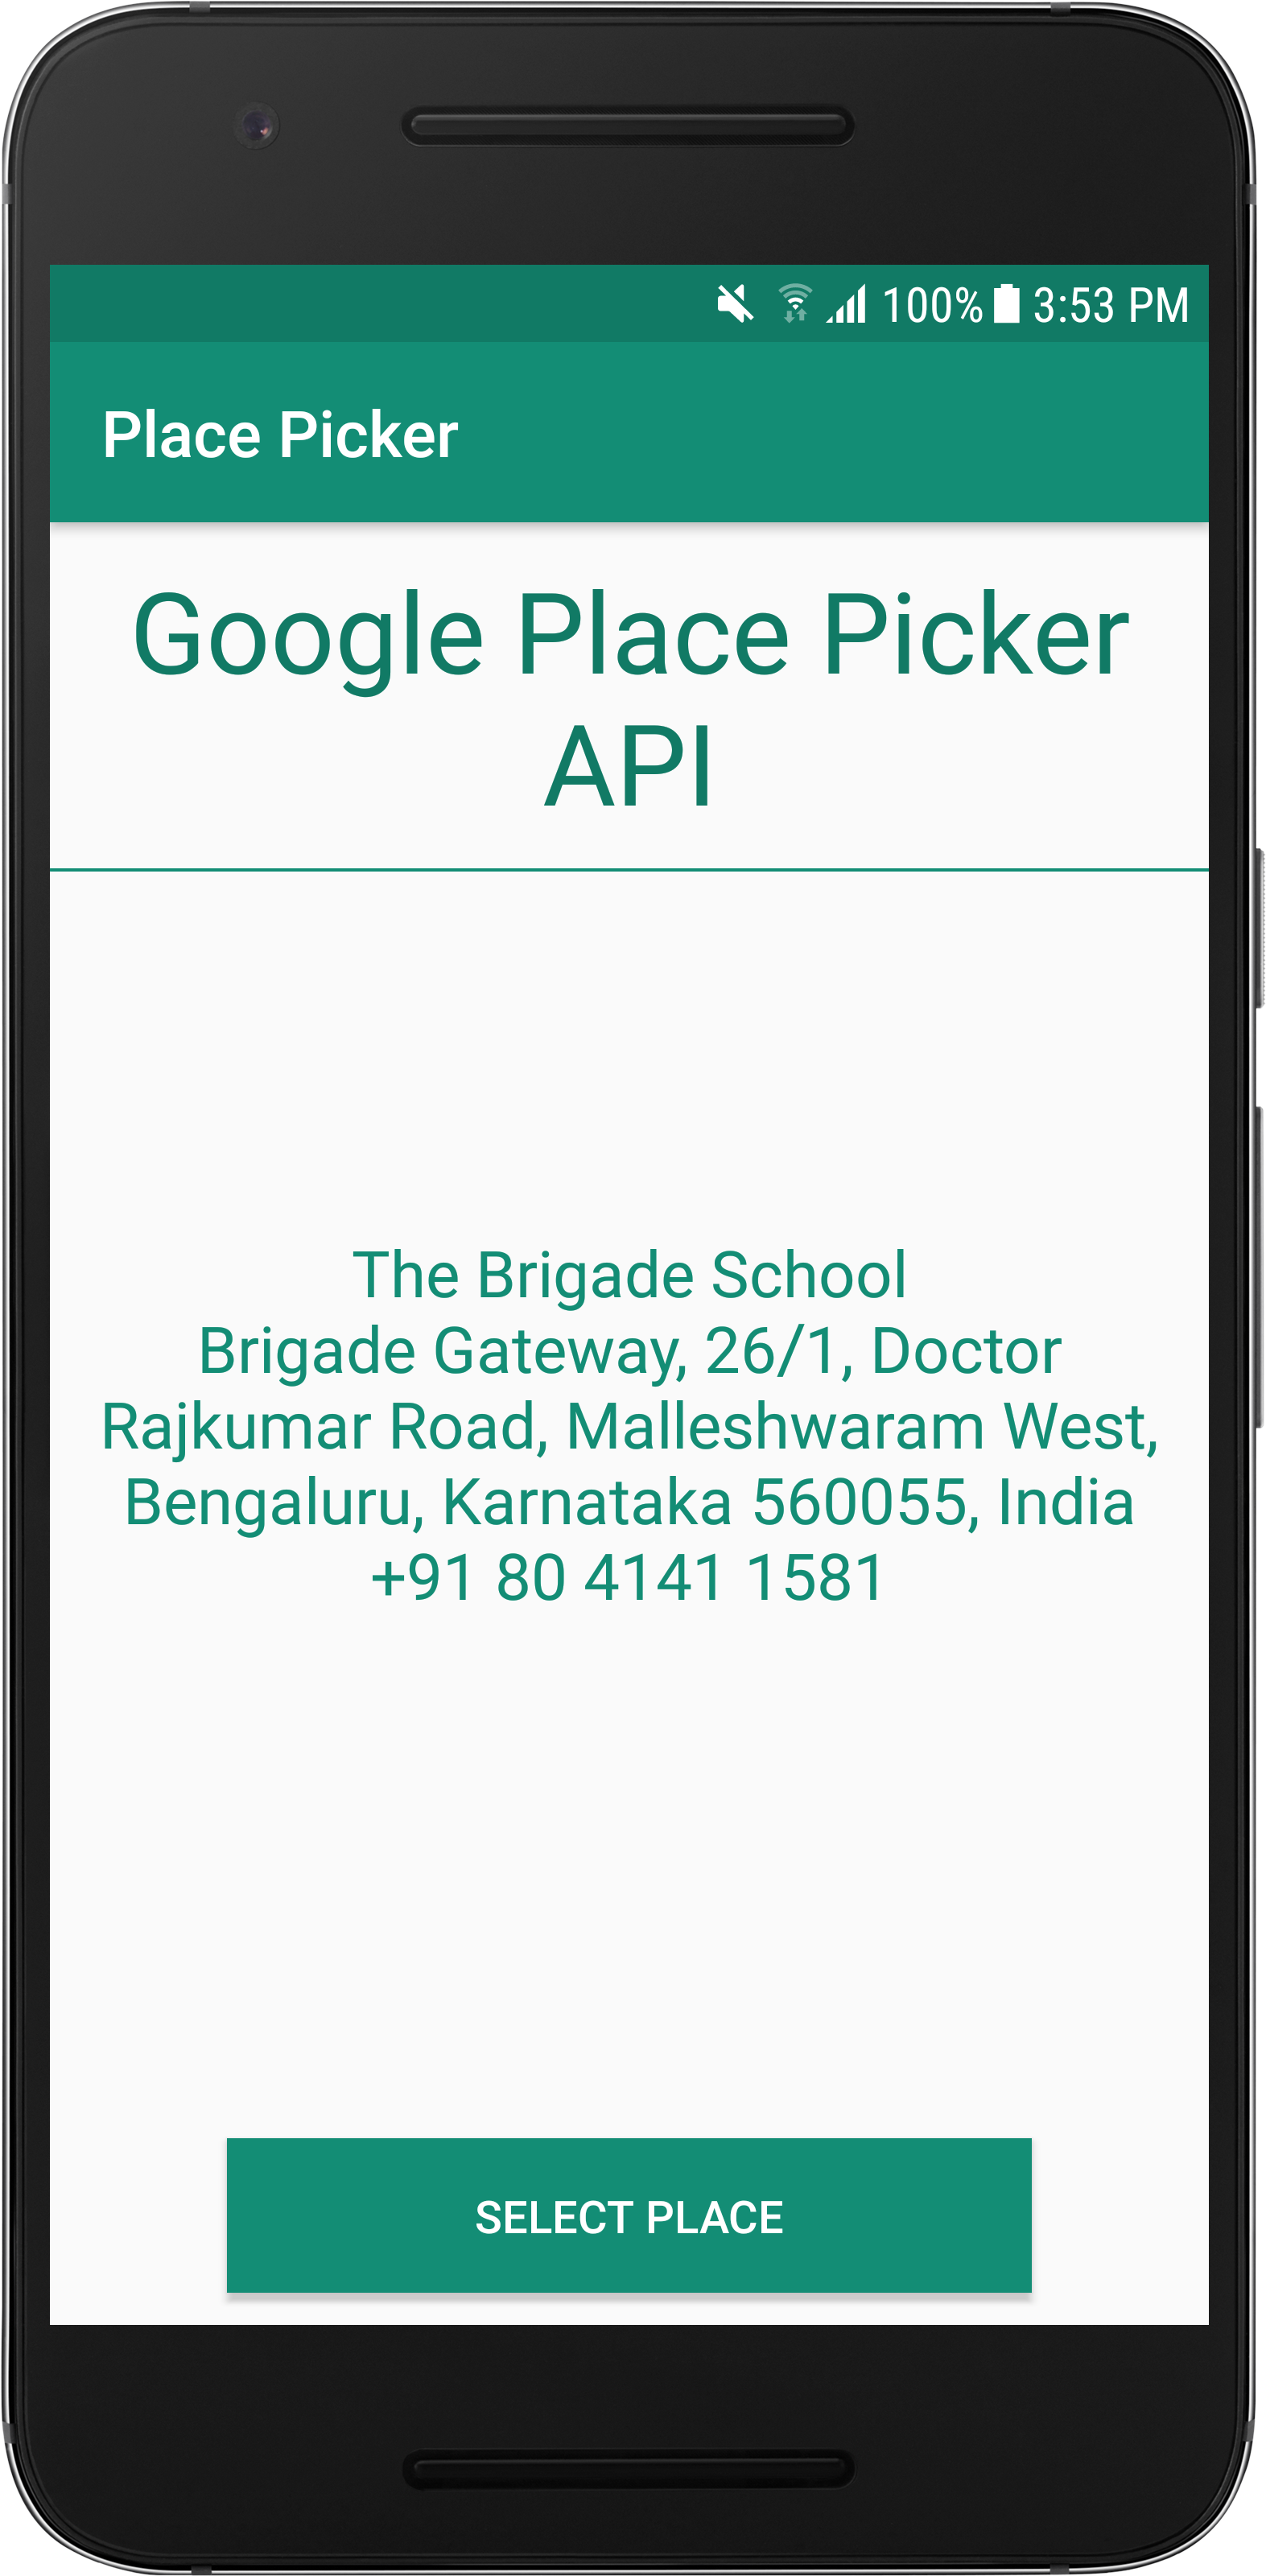 100% 3:53 PM
Place Picker
Google Place Picker
API
The Brigade School
Brigade Gateway, 26/1, Doctor
Rajkumar Road, Malleshwaram West,
Bengaluru, Karnataka 560055, India
+91 80 4141 1581
SELECT PLACE